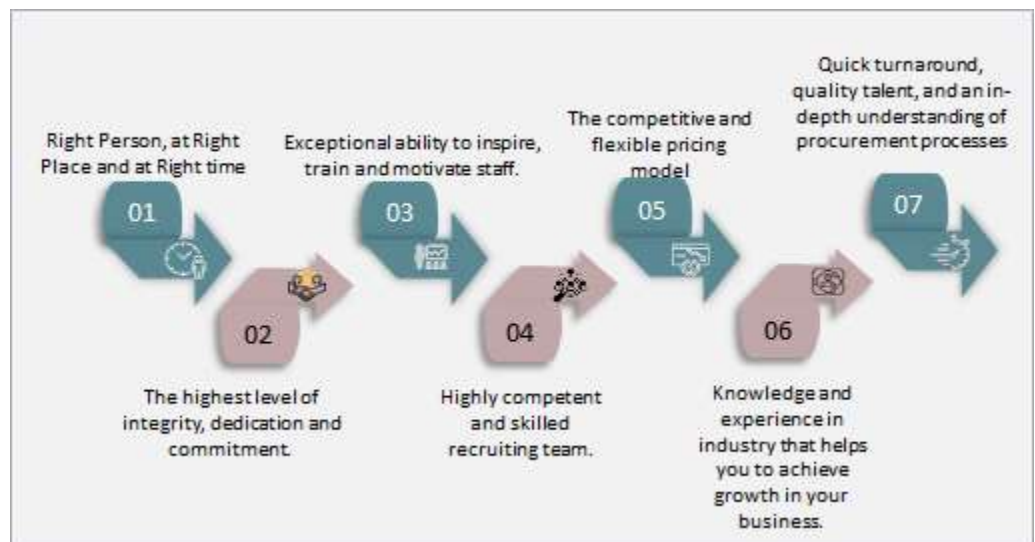 Right Person, at Right
Place and at Right time
01
The highest level of
integrity, dedication and
commitment.
02
Exceptional ability to inspire,
train and motivate staff.
03
Highly competent
and skilled
recruiting team.
04
The competitive and
flexible pricing
model
05
Knowledge and
experience in
industry that helps
you to achieve
growth in your
business.
06
Quick turnaround,
quality talent, and an in-
depth understanding of
procurement processes
07